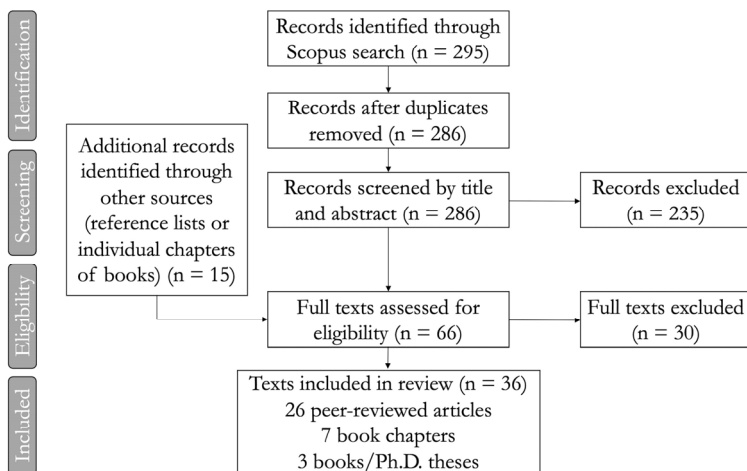 Identification
Records identified through
Scopus search (n = 295)
Records after duplicates
removed (n = 286)
Additional records
identified through
other sources
(reference lists or
individual chapters
of books) (n = 15)
Screening
Records screened by title
and abstract (n = 286)
Records excluded
(n = 235)
Eligibility
Full texts assessed for
eligibility (n = 66)
Full texts excluded
(n = 30)
Included
Texts included in review (n = 36)
26 peer-reviewed articles
7 book chapters
3 books/Ph.D. theses